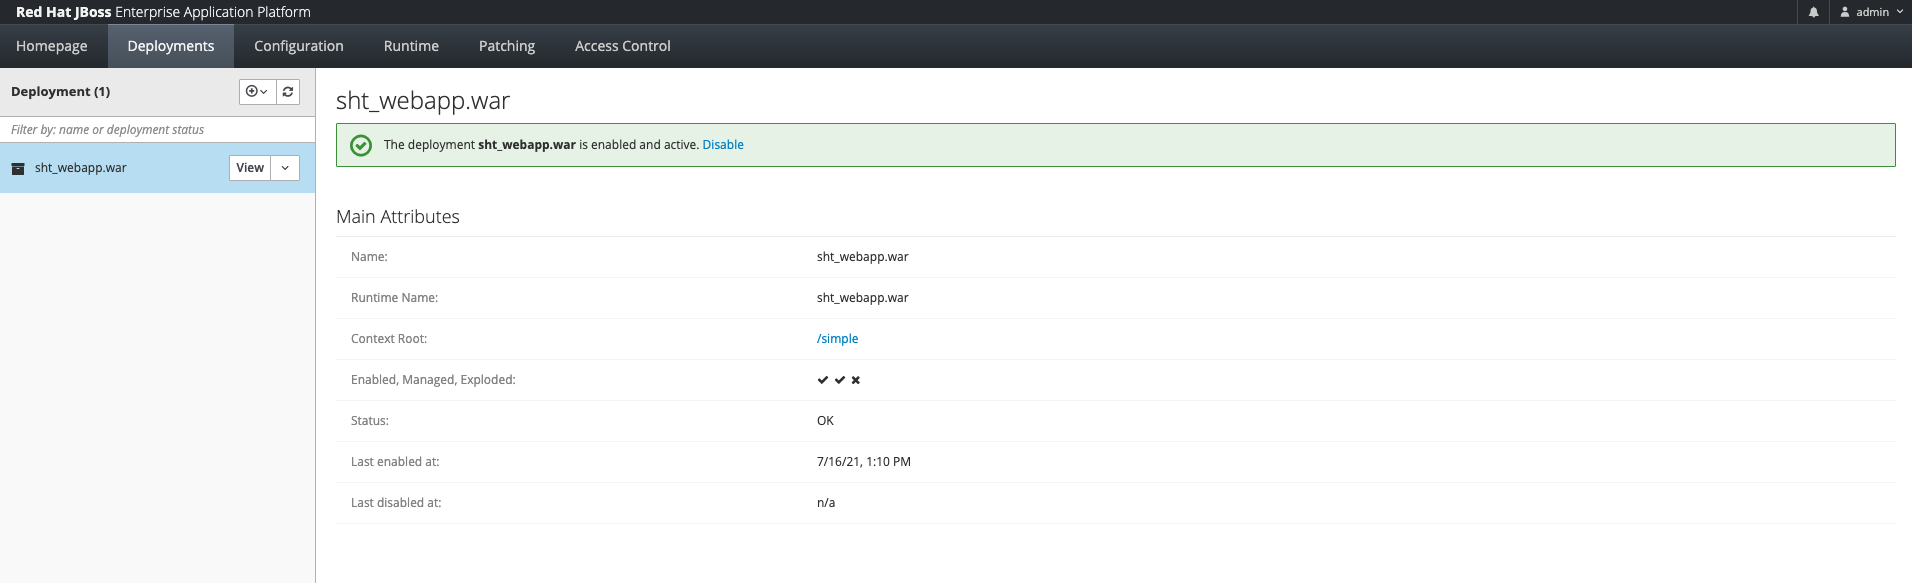 Red Hat JBoss Enterprise Application Platform
admin
Homepage Deployments Configuration Runtime Patching Access Control
Deployment (1)
Filter by: name or deployment status
sht_webapp.war View
sht_webapp.war
The deployment sht_webapp.war is enabled and active. Disable
Main Attributes
Name: sht_webapp.war
Runtime Name: sht_webapp.war
Context Root: /simple
Enabled, Managed, Exploded:
Status: OK
Last enabled at: 7/16/21, 1:10 PM
Last disabled at: n/a